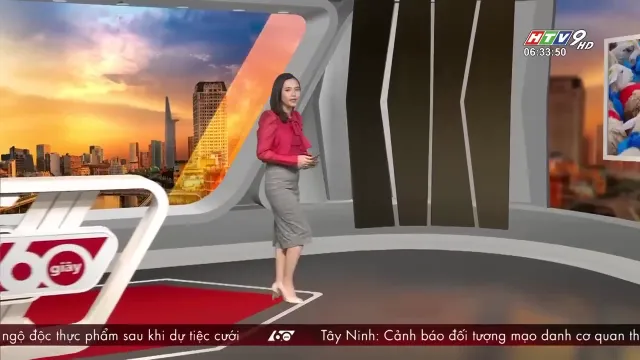 HTV9 HD
06:33:50
60
giây
ngộ độc thực phẩm sau khi dự tiệc cưới 60 Tây Ninh: Cảnh báo đối tượng mạo danh cơ quan th